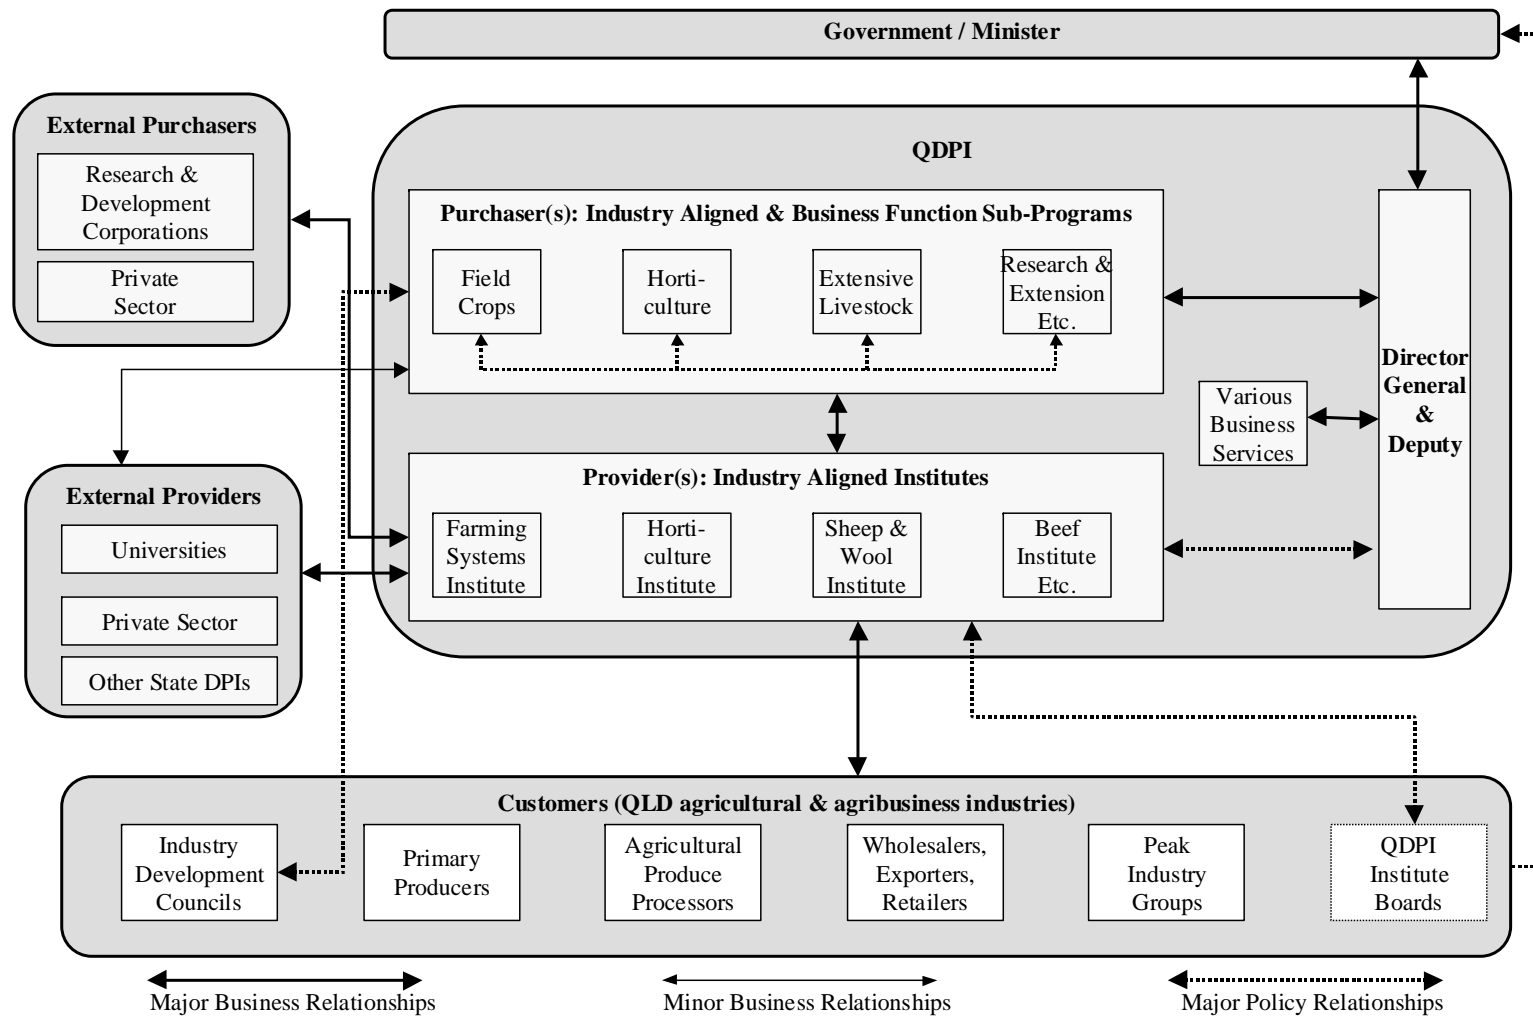 Government / Minister
External Purchasers
Research &
Development
Corporations
Private
Sector
QDPI
Purchaser(s): Industry Aligned & Business Function Sub-Programs
Field
Crops
Horti-
culture
Extensive
Livestock
Research &
Extension
Etc.
Director
General
&
Deputy
Various
Business
Services
Provider(s): Industry Aligned Institutes
Farming
Systems
Institute
Horti-
culture
Institute
Sheep &
Wool
Institute
Beef
Institute
Etc.
External Providers
Universities
Private Sector
Other State DPIs
Customers (QLD agricultural & agribusiness industries)
Industry
Development
Councils
Primary
Producers
Agricultural
Produce
Processors
Wholesalers,
Exporters,
Retailers
Peak
Industry
Groups
QDPI
Institute
Boards
Major Business Relationships
Minor Business Relationships
Major Policy Relationships